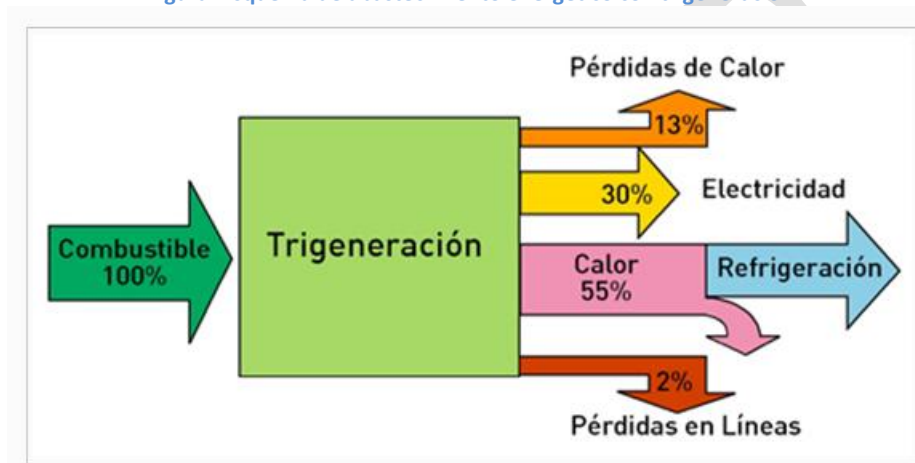 Pérdidas de Calor
13%
30%
Electricidad
Combustible
100%
Trigeneración
Calor
55%
Refrigeración
2%
Pérdidas en Líneas